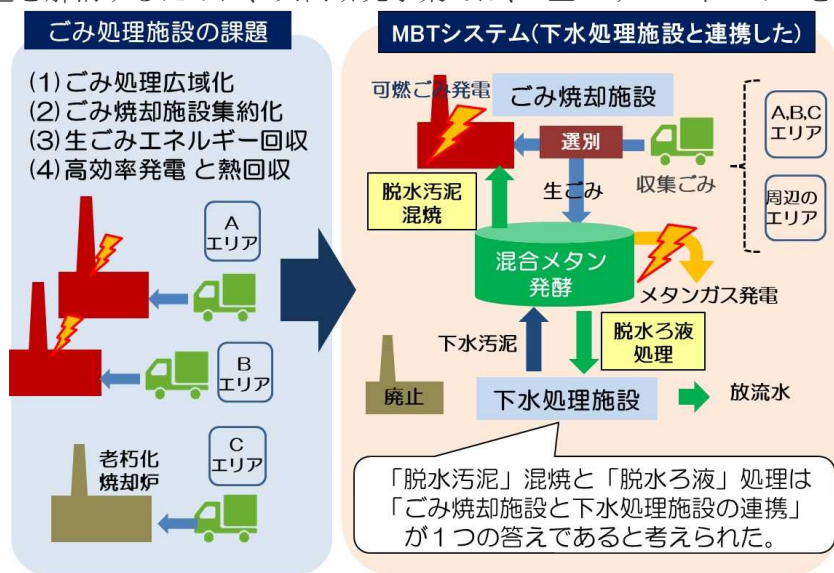 ごみ処理施設の課題
(1)ごみ処理広域化
(2)ごみ焼却施設集約化
(3)生ごみエネルギー回収
(4)高効率発電 と熱回収
A
エリア
B
エリア
老朽化
焼却炉
C
エリア
MBTシステム(下水処理施設と連携した)
可燃ごみ発電
ごみ焼却施設
選別
収集ごみ
A,B,C
エリア
周辺の
エリア
脱水汚泥
混焼
生ごみ
混合メタン
発酵
メタンガス発電
下水汚泥
脱水ろ液
処理
廃止
下水処理施設
放流水
「脱水汚泥」混焼と「脱水ろ液」処理は
「ごみ焼却施設と下水処理施設の連携」
が1つの答えであると考えられた。